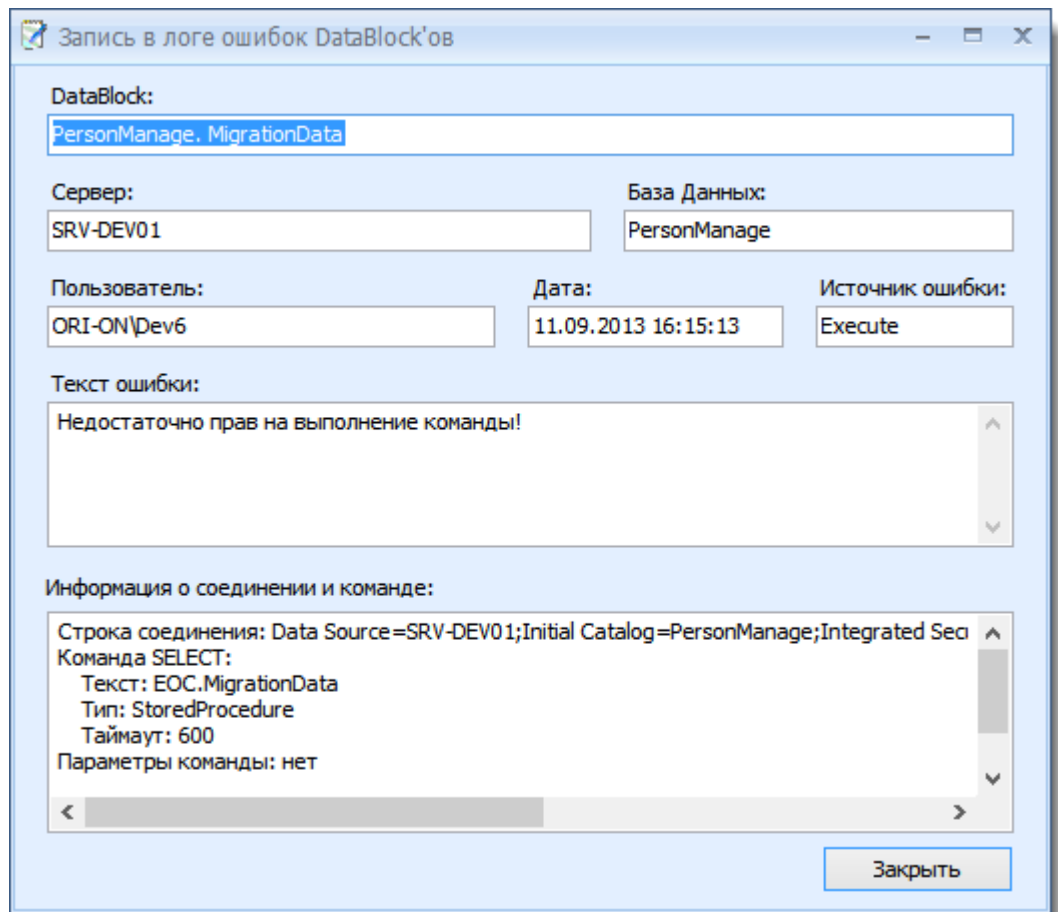 Запись в логе ошибок DataBlock'ов
DataBlock:
PersonManage. MigrationData
Сервер: База Данных:
SRV-DEV01 PersonManage
Пользователь: Дата: Источник ошибки:
ORI-ON\Dev6 11.09.2013 16:15:13 Execute
Текст ошибки:
Недостаточно прав на выполнение команды!
Информация о соединении и команде:
Строка соединения: Data Source=SRV-DEV01;Initial Catalog=PersonManage;Integrated
Команда SELECT:
Текст: EOC.MigrationData
Тип: StoredProcedure
Таймаут: 600
Параметры команды: нет
Закрыть